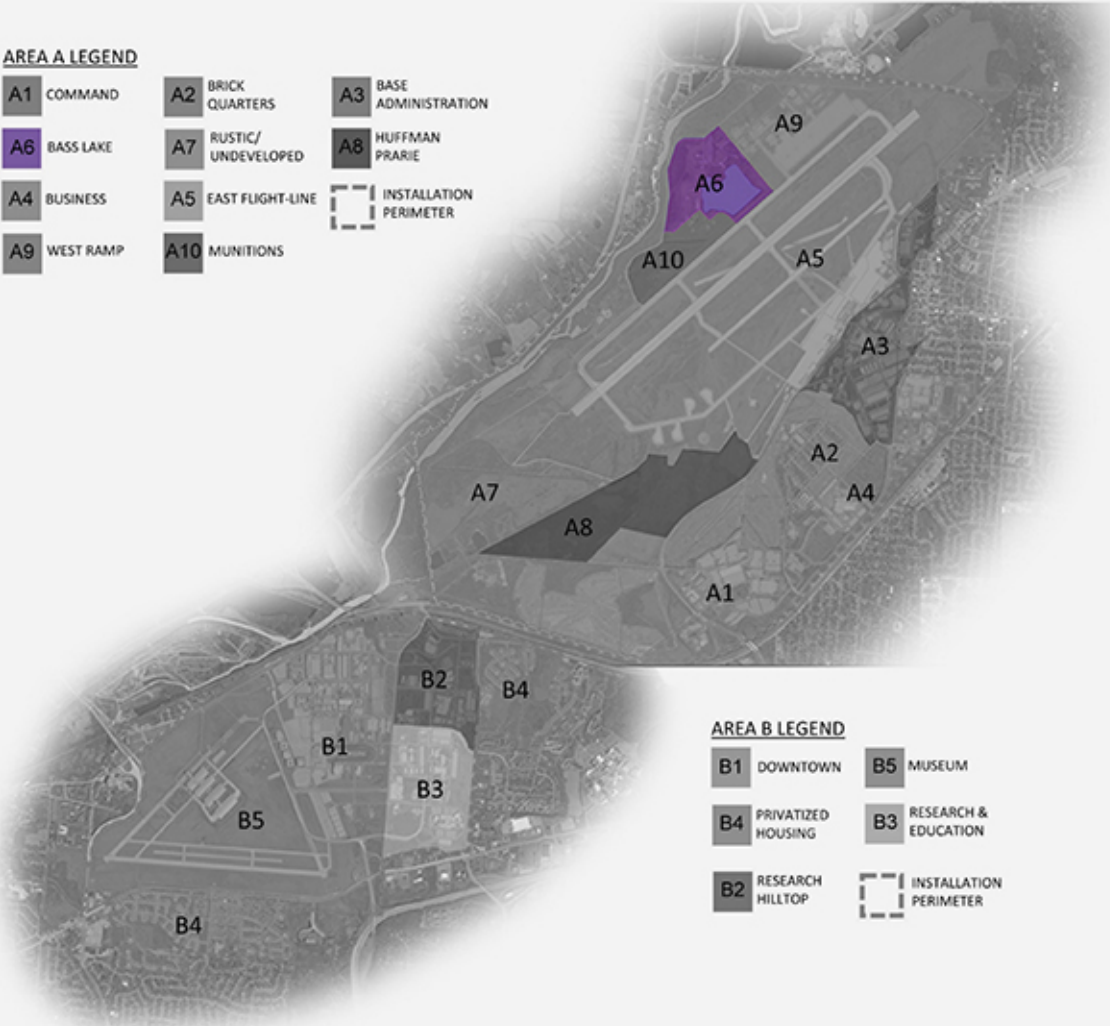 AREA A LEGEND
A1 COMMAND
A2 BRICK
QUARTERS
A3 BASE
ADMINISTRATION
A6 BASS LAKE
A7 RUSTIC/
UNDEVELOPED
A8 HUFFMAN
PRARIE
A4 BUSINESS
A5 EAST FLIGHT-LINE
INSTALLATION
PERIMETER
A9 WEST RAMP
A10 MUNITIONS
A9
A6
A10
A5
A3
A2
A4
A7
A8
A1
B2
B4
B1
B3
B5
B4
AREA B LEGEND
B1 DOWNTOWN
B5 MUSEUM
B4 PRIVATIZED
HOUSING
B3 RESEARCH &
EDUCATION
B2 RESEARCH
HILLTOP
INSTALLATION
PERIMETER